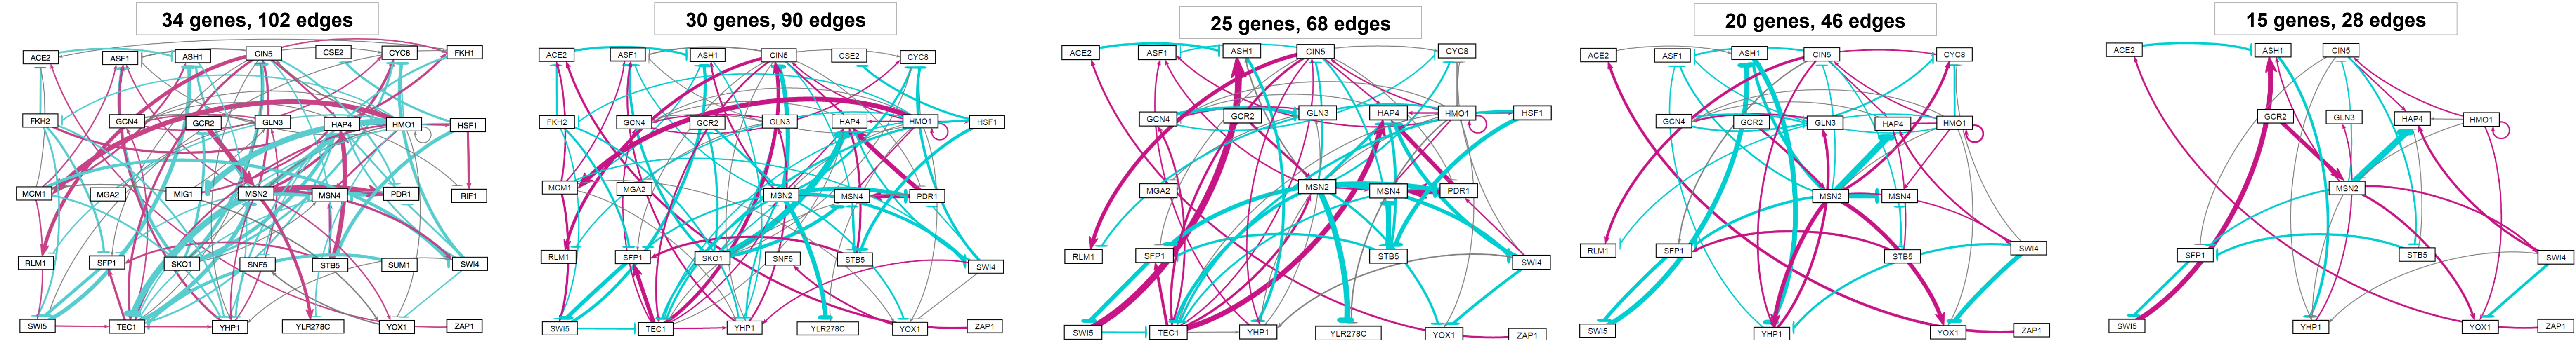 34 genes, 102 edges
ACE2 ASF1 ASH1 CIN5 CSE2 CYC8 FKH1
FKH2 GCN4 GCR2 GLN3 HAP4 HMO1 HSF1
MCM1 MGA2 MIG1 MSN2 MSN4 PDR1 RIF1
RLM1 SFP1 SKO1 SNF5 STB5 SUM1 SWI4
SWI5 TEC1 YHP1 YLR278C YOX1 ZAP1
30 genes, 90 edges
ACE2 ASF1 ASH1 CIN5 CSE2 CYC8
FKH2 GCN4 GCR2 GLN3 HAP4 HMO1 HSF1
MCM1 MGA2 MSN2 MSN4 PDR1
RLM1 SFP1 SKO1 SNF5 STB5 SWI4
SWI5 TEC1 YHP1 YLR278C YOX1 ZAP1
25 genes, 68 edges
ACE2 ASF1 ASH1 CIN5 CYC8
GCN4 GCR2 GLN3 HAP4 HMO1 HSF1
MGA2 MSN2 MSN4 PDR1
RLM1 SFP1 STB5 SWI4
SWI5 TEC1 YHP1 YLR278C YOX1 ZAP1
20 genes, 46 edges
ACE2 ASF1 ASH1 CIN5 CYC8
GCN4 GCR2 GLN3 HAP4 HMO1
MSN2 MSN4
RLM1 SFP1 STB5 SWI4
SWI5 YHP1 YOX1 ZAP1
15 genes, 28 edges
ACE2 ASH1 CIN5
GCR2 GLN3 HAP4 HMO1
MSN2
SFP1 STB5 SWI4
SWI5 YHP1 YOX1 ZAP1